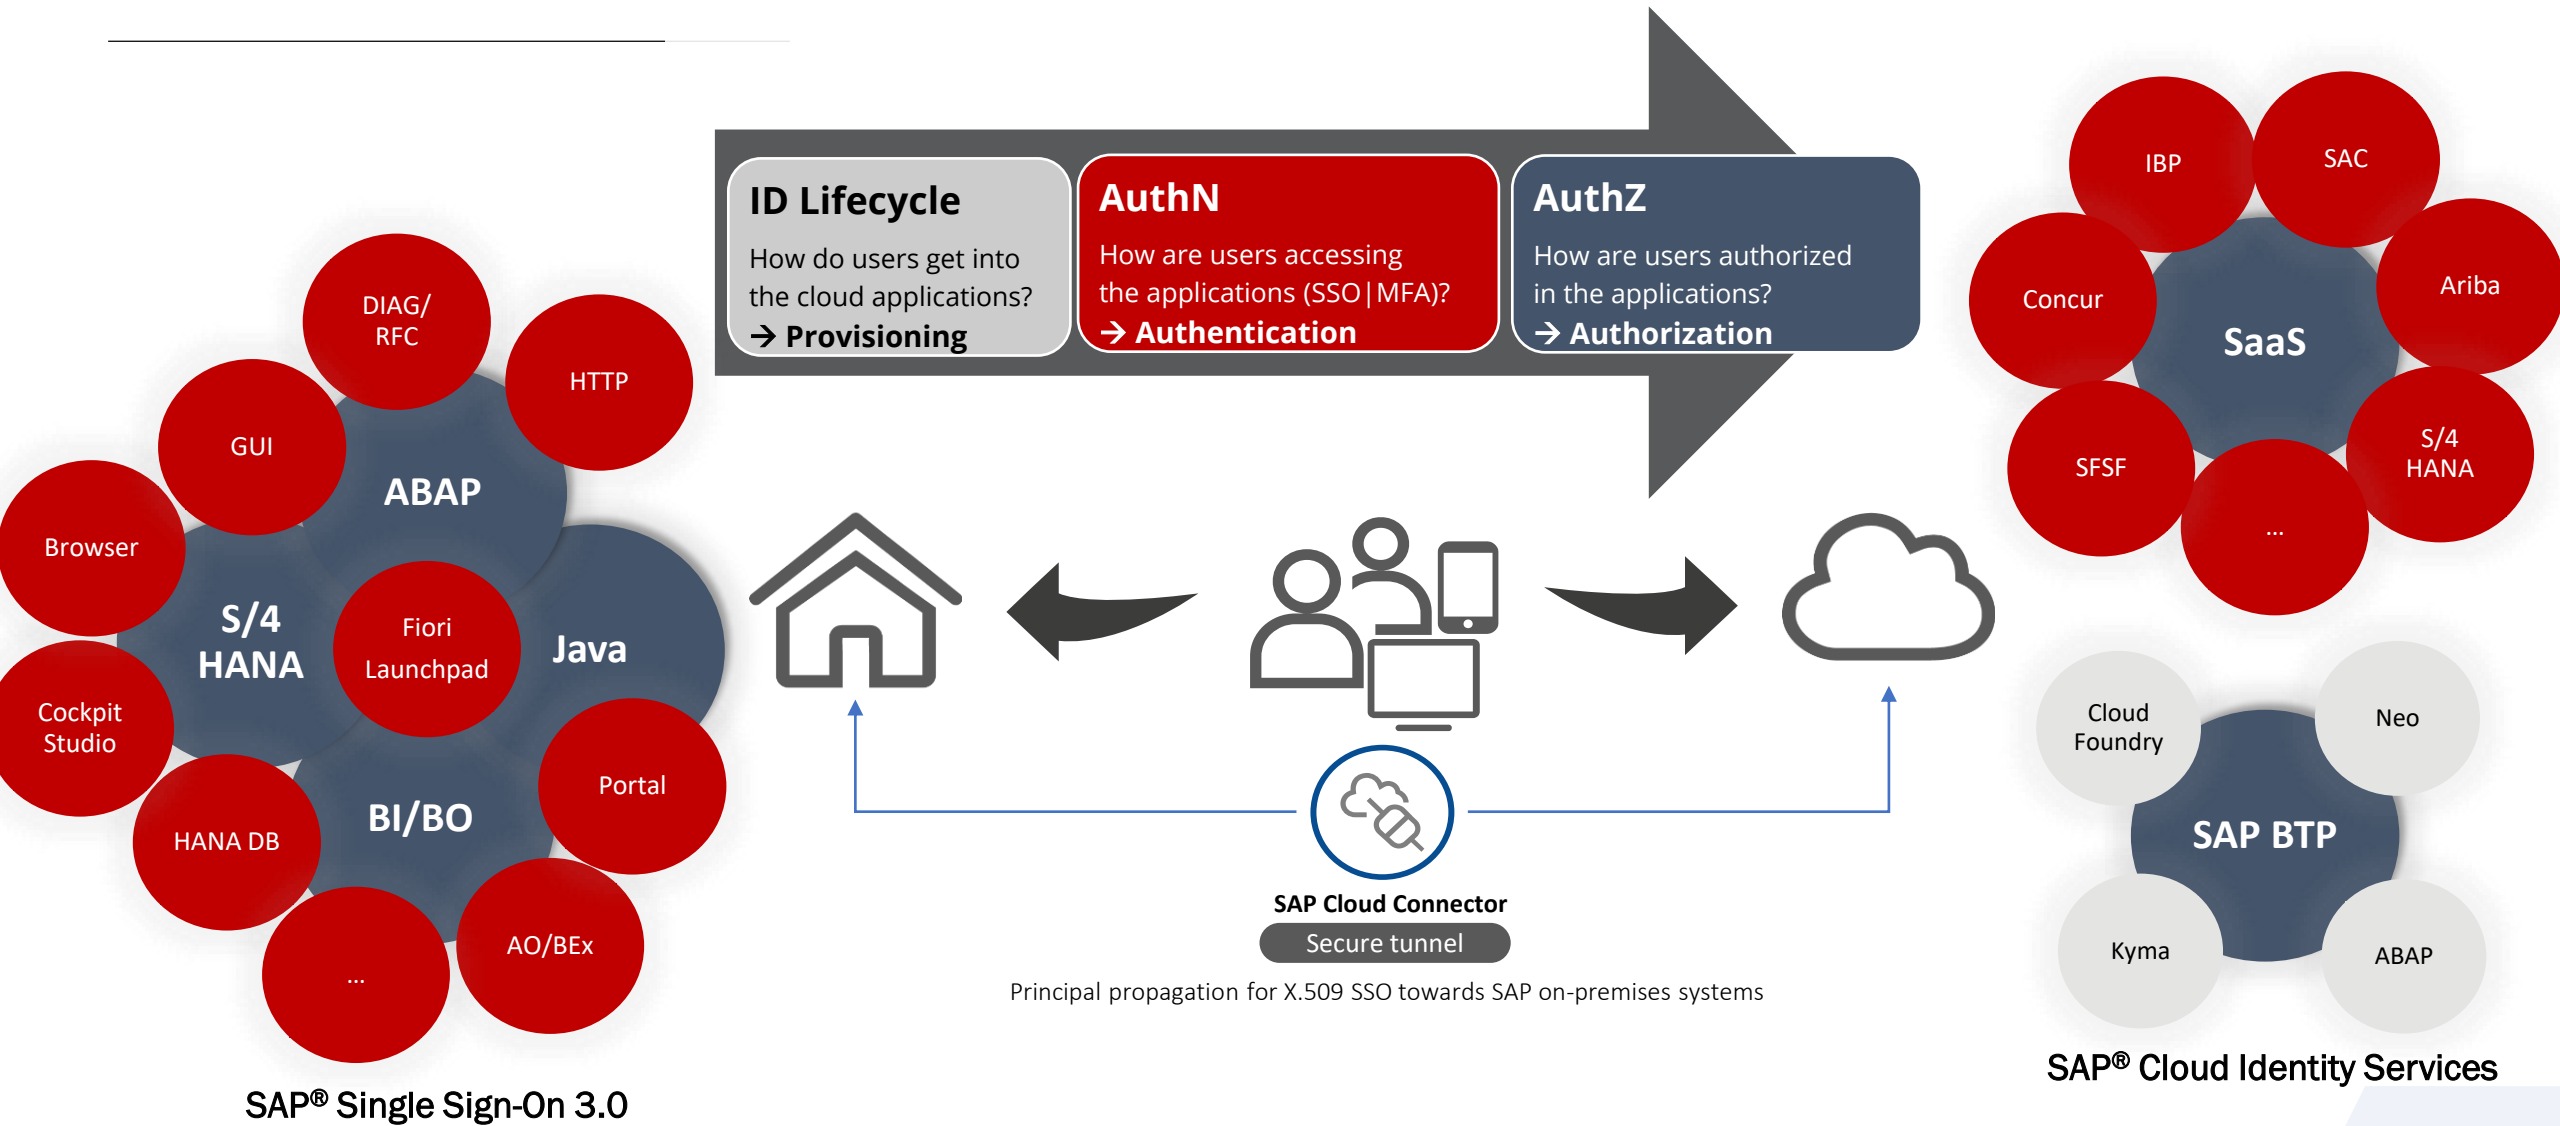 ID Lifecycle
How do users get into
the cloud applications?
→ Provisioning
AuthN
How are users accessing
the applications (SSO|MFA)?
→ Authentication
AuthZ
How are users authorized
in the applications?
→ Authorization
DIAG/
RFC
HTTP
GUI
ABAP
Browser
S/4
HANA
Fiori
Launchpad
Java
Cockpit
Studio
Portal
HANA DB
BI/BO
AO/BEx
...
SAP® Single Sign-On 3.0
SAP Cloud Connector
Secure tunnel
Principal propagation for X.509 SSO towards SAP on-premises systems
IBP
SAC
Concur
Ariba
SaaS
SFSF
S/4
HANA
...
Cloud
Foundry
Neo
SAP BTP
Kyma
ABAP
SAP® Cloud Identity Services